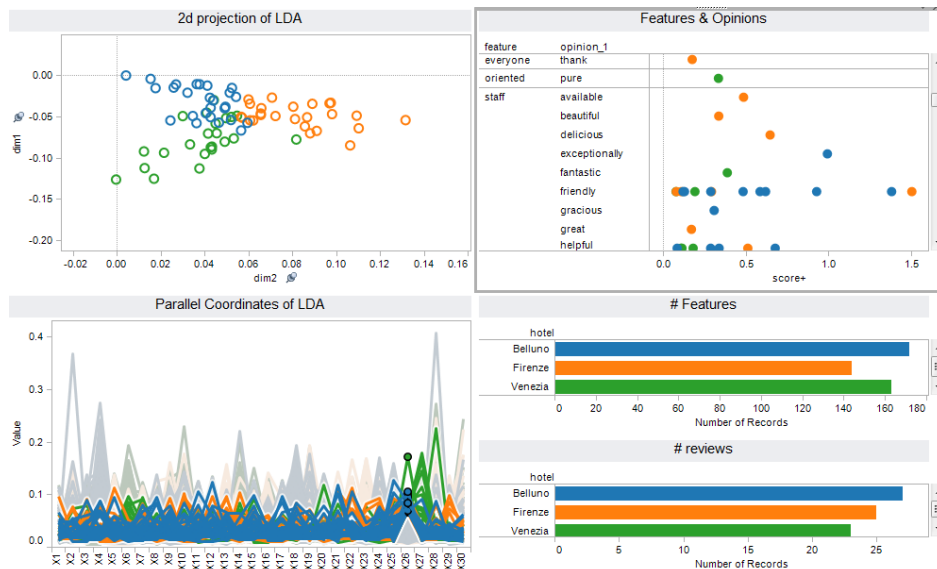 2d projection of LDA
0.00
-0.05
-0.10
-0.15
-0.20
dim1
-0.02 0.00 0.02 0.04 0.06 0.08 0.10 0.12 0.14 0.16
dim2
Features & Opinions
feature opinion_1
everyone thank
oriented pure
staff available
beautiful
delicious
exceptionally
fantastic
friendly
gracious
great
helpful
0.0 0.5 1.0 1.5
score+
Parallel Coordinates of LDA
0.4
0.3
0.2
0.1
0.0
Value
X1 X2 X3 X4 X5 X6 X7 X8 X9 X10 X11 X12 X13 X14 X15 X16 X17 X18 X19 X20 X21 X22 X23 X24 X25 X26 X27 X28 X29 X30
# Features
hotel
Belluno
Firenze
Venezia
0 20 40 60 80 100 120 140 160 180
Number of Records
# reviews
hotel
Belluno
Firenze
Venezia
0 5 10 15 20 25
Number of Records